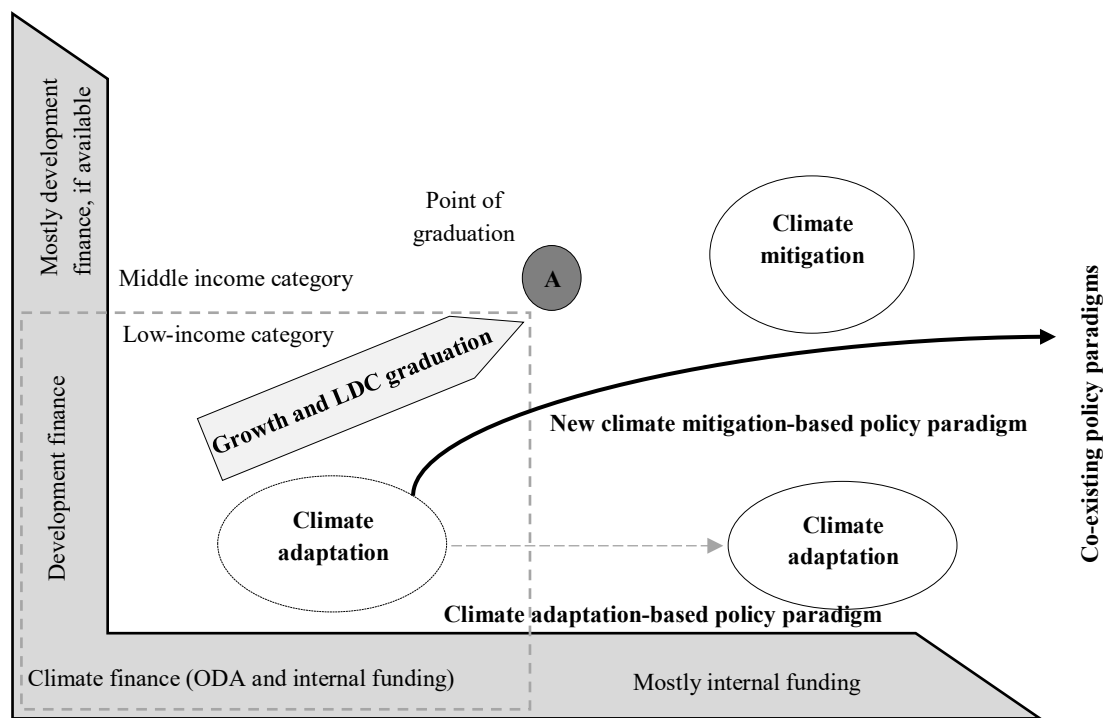 Mostly development
finance, if available
Point of
graduation
A
Climate
mitigation
Middle income category
Low-income category
Growth and LDC graduation
New climate mitigation-based policy paradigm
Co-existing policy paradigms
Development finance
Climate
adaptation
Climate
adaptation
Climate adaptation-based policy paradigm
Climate finance (ODA and internal funding)
Mostly internal funding